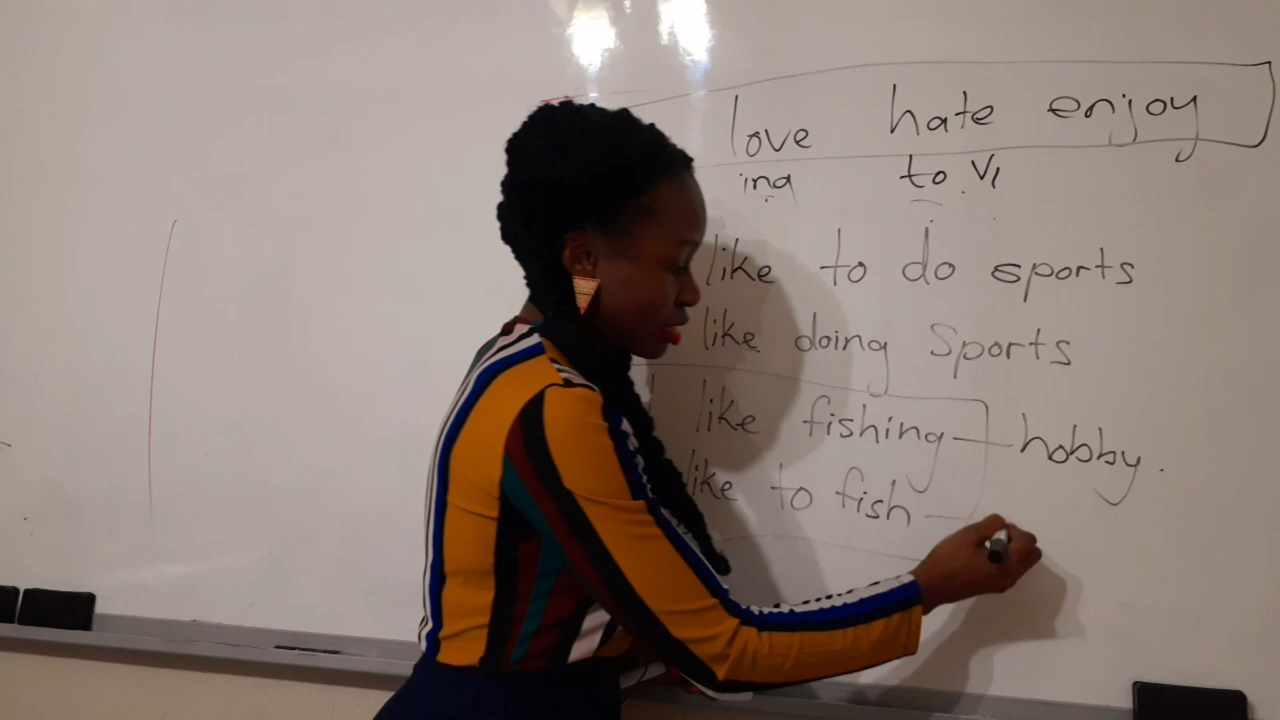 love hate enjoy
ing to V1
like to do sports
like doing Sports
like fishing hobby.
like to fish